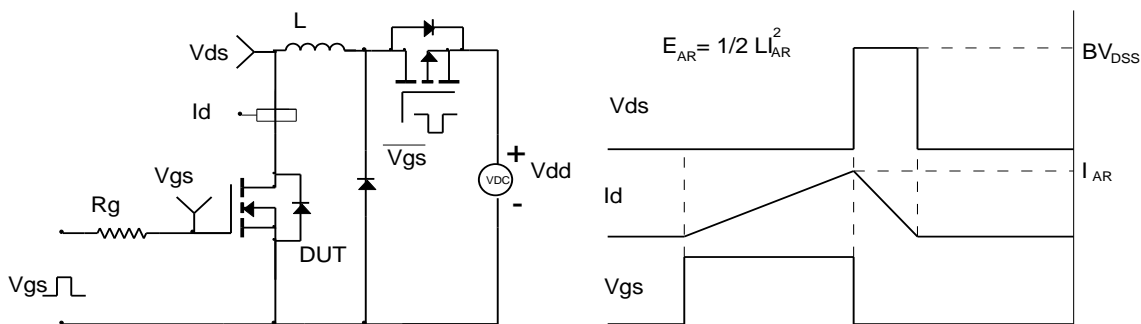 L
Vds
Id
Vgs
Rg
DUT
Vgs
Vgs
VDC
+
Vdd
-
E_AR = 1/2 LI_AR^2
BV_DSS
Vds
I_AR
Id
Vgs